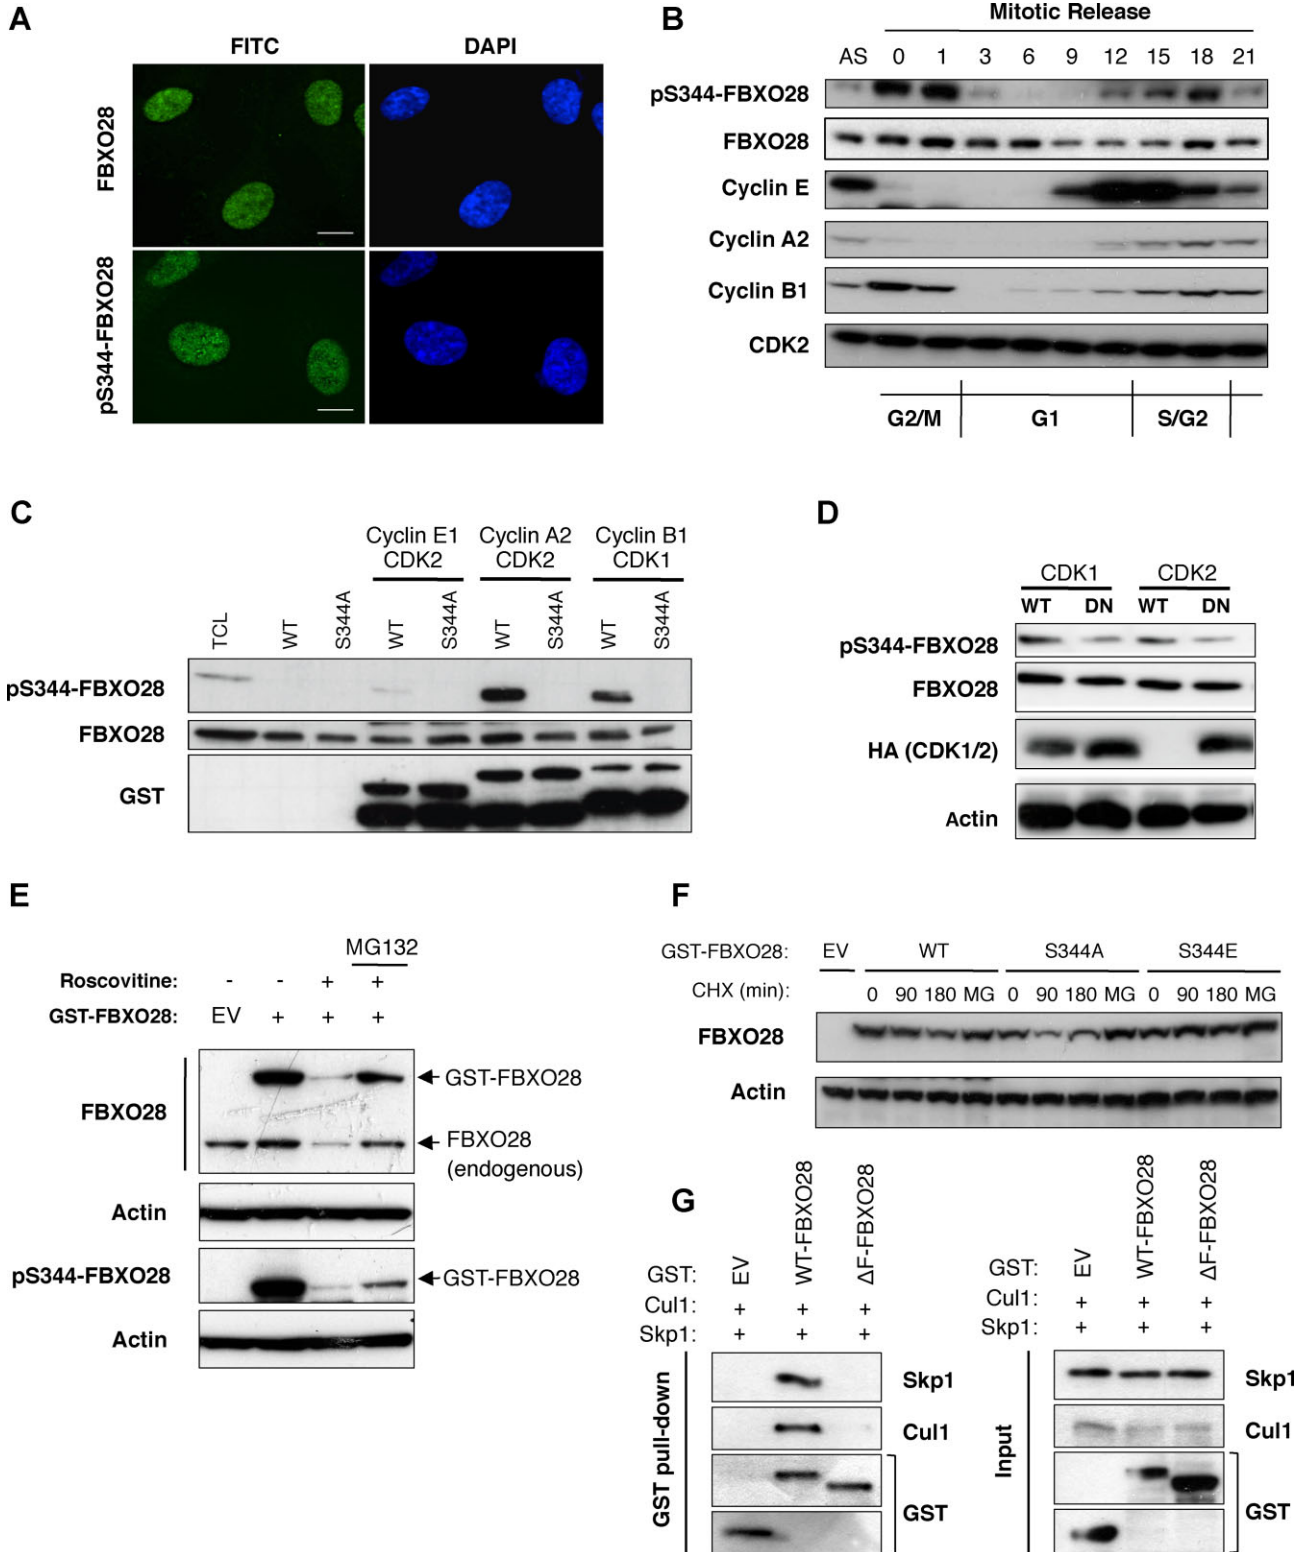 A
FITC DAPI
FBXO28
pS344-FBXO28
B
Mitotic Release
AS 0 1 3 6 9 12 15 18 21
pS344-FBXO28
FBXO28
Cyclin E
Cyclin A2
Cyclin B1
CDK2
G2/M G1 S/G2
C
Cyclin E1 Cyclin A2 Cyclin B1
CDK2 CDK2 CDK1
TCL WT S344A WT S344A WT S344A WT S344A
pS344-FBXO28
FBXO28
GST
D
CDK1 CDK2
WT DN WT DN
pS344-FBXO28
FBXO28
HA (CDK1/2)
Actin
E
MG132
Roscovitine: - - + +
GST-FBXO28: EV + + +
FBXO28
GST-FBXO28
FBXO28
(endogenous)
Actin
pS344-FBXO28
GST-FBXO28
Actin
F
GST-FBXO28: EV WT S344A S344E
CHX (min): 0 90 180 MG 0 90 180 MG 0 90 180 MG
FBXO28
Actin
G
GST: EV WT-FBXO28 ΔF-FBXO28
Cul1: + + +
Skp1: + + +
GST pull-down
Skp1
Cul1
GST
GST: EV WT-FBXO28 ΔF-FBXO28
Cul1: + + +
Skp1: + + +
Input
Skp1
Cul1
GST